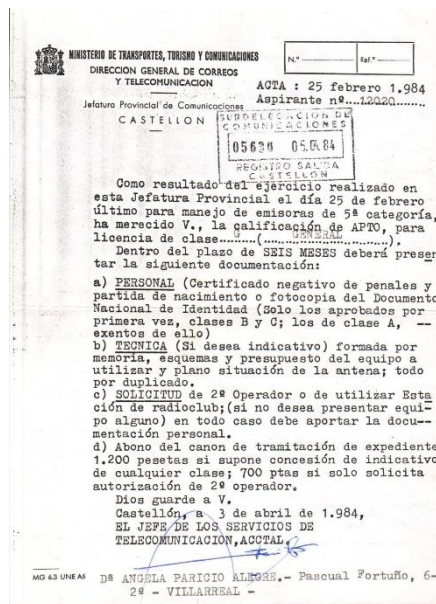 MINISTERIO DE TRANSPORTES, TURISMO Y COMUNICACIONES
DIRECCION GENERAL DE CORREOS
Y TELECOMUNICACION
N.º
Ref.ª
ACTA : 25 febrero 1.984
Aspirante nº....12020......
Jefatura Provincial de Comunicaciones
CASTELLON
SUBDELEGACION DE
COMUNICACIONES
05.04.84
REGISTRO SALIDA
CASTELLON
Como resultado del ejercicio realizado en
esta Jefatura Provincial el día 25 de febrero
último para manejo de emisoras de 5ª categoría,
ha merecido V., la calificación de APTO, para
licencia de clase........(....GENERAL............).
Dentro del plazo de SEIS MESES deberá presen
tar la siguiente documentación:
a) PERSONAL (Certificado negativo de penales y
partida de nacimiento o fotocopia del Documento
Nacional de Identidad (Solo los aprobados por
primera vez, clases B y C; los de clase A, --
exentos de ello)
b) TECNICA (Si desea indicativo) formada por
memoria, esquemas y presupuesto del equipo a
utilizar y plano situación de la antena; todo
por duplicado.
c) SOLICITUD de 2º Operador o de utilizar Esta
ción de radioclub;(si no desea presentar equi-
po alguno) en todo caso debe aportar la docu--
mentación personal.
d) Abono del canon de tramitación de expediente
1.200 pesetas si supone concesión de indicativo
de cualquier clase; 700 ptas si solo solicita
autorización de 2º operador.
Dios guarde a V.
Castellón, a 3 de abril de 1.984,
EL JEFE DE LOS SERVICIOS DE
TELECOMUNICACION,ACCTAL.
MG 63 UNE A5
Dª ANGELA PARICIO ALEGRE.- Pascual Fortuño, 6-
2º - VILLARREAL -